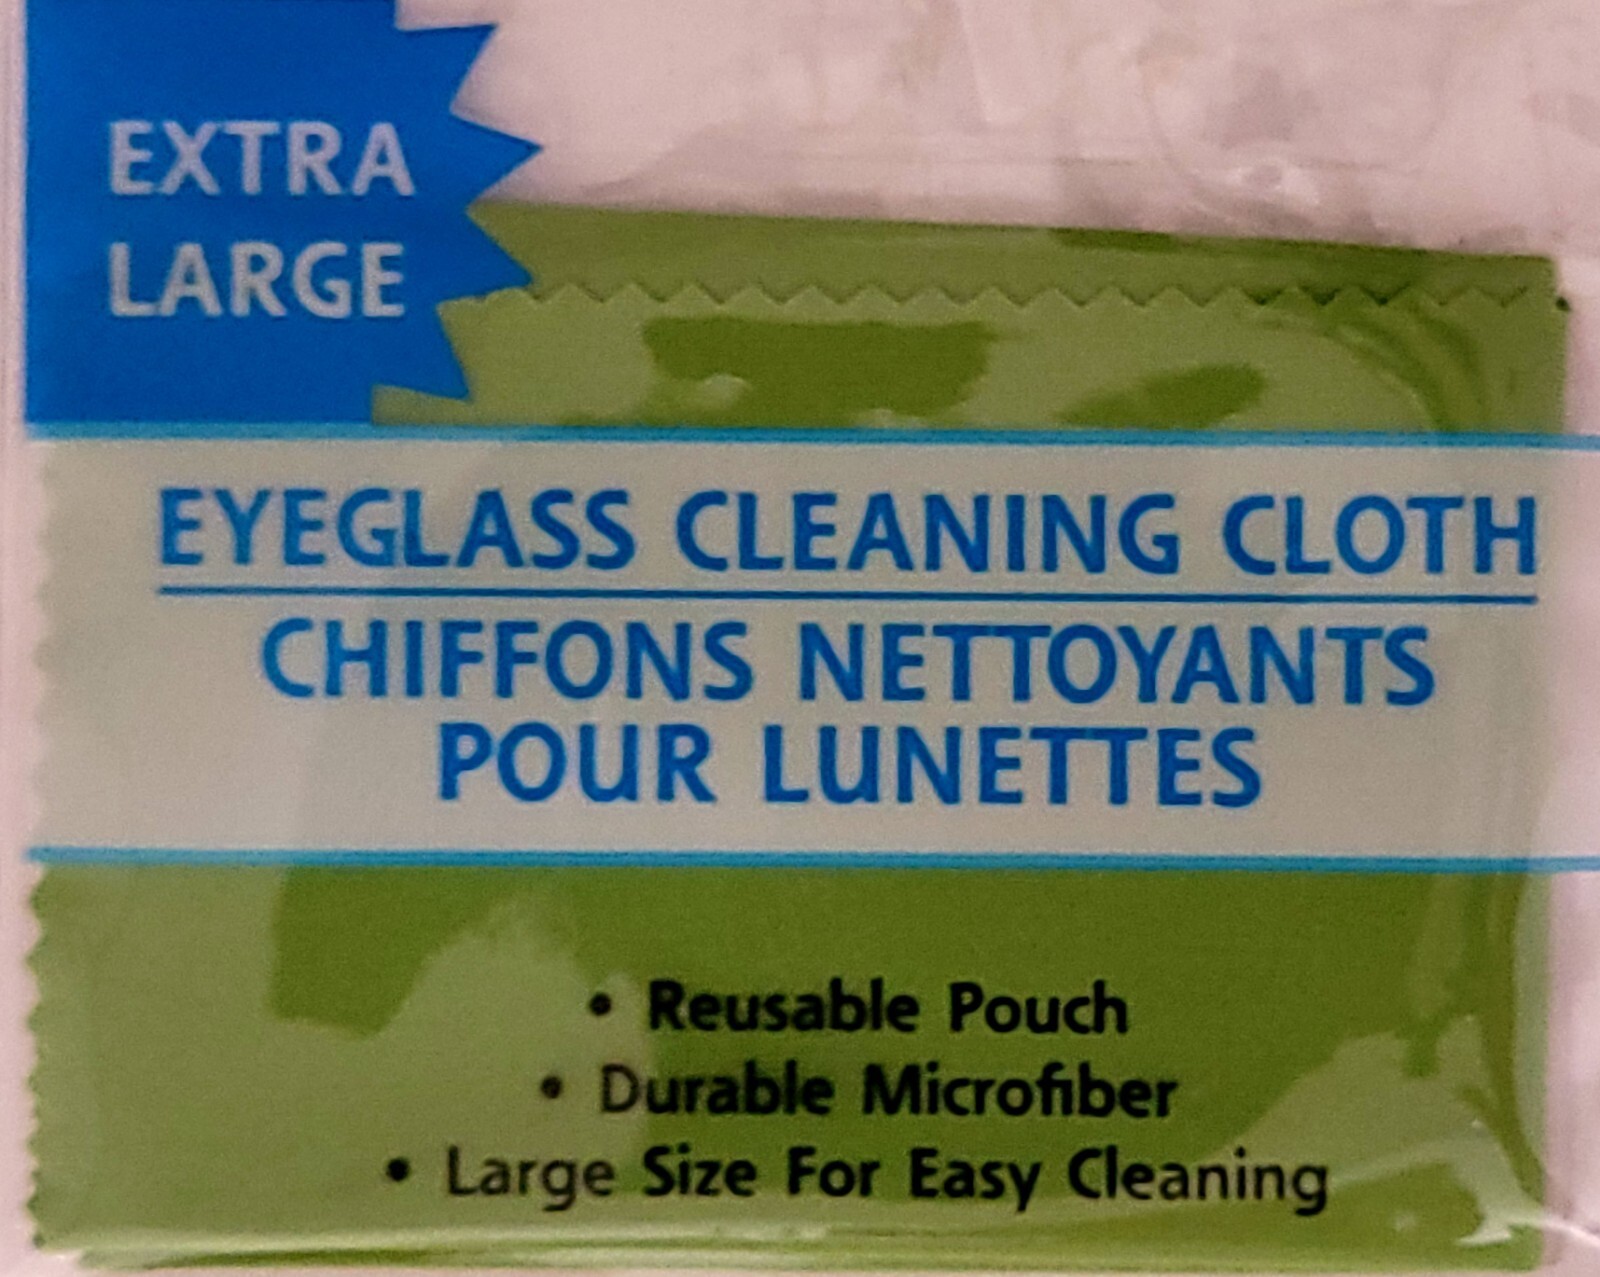 EXTRA
LARGE
EYEGLASS CLEANING CLOTH
CHIFFONS NETTOYANTS
POUR LUNETTES
• Reusable Pouch
• Durable Microfiber
• Large Size For Easy Cleaning